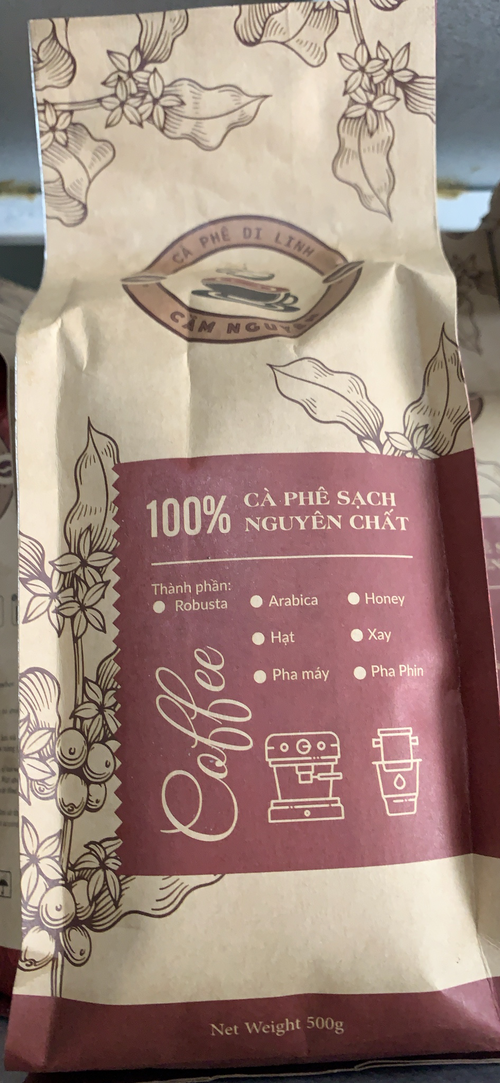 CÀ PHÊ DI LINH
CẨM NGUYÊN
100%
CÀ PHÊ SẠCH
NGUYÊN CHẤT
Thành phần:
Robusta
Arabica
Honey
Hạt
Xay
Pha máy
Pha Phin
Coffee
Net Weight 500g